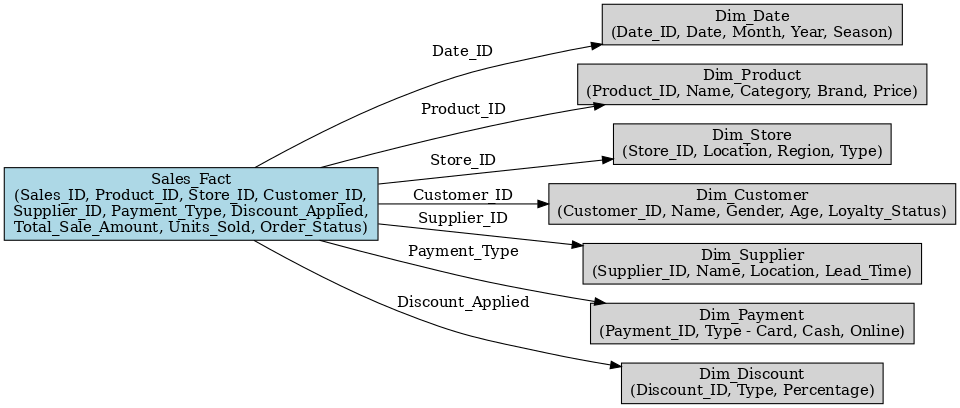 Sales_Fact
(Sales_ID, Product_ID, Store_ID, Customer_ID,
Supplier_ID, Payment_Type, Discount_Applied,
Total_Sale_Amount, Units_Sold, Order_Status)
Date_ID
Product_ID
Store_ID
Customer_ID
Supplier_ID
Payment_Type
Discount_Applied
Dim_Date
(Date_ID, Date, Month, Year, Season)
Dim_Product
(Product_ID, Name, Category, Brand, Price)
Dim_Store
(Store_ID, Location, Region, Type)
Dim_Customer
(Customer_ID, Name, Gender, Age, Loyalty_Status)
Dim_Supplier
(Supplier_ID, Name, Location, Lead_Time)
Dim_Payment
(Payment_ID, Type - Card, Cash, Online)
Dim_Discount
(Discount_ID, Type, Percentage)